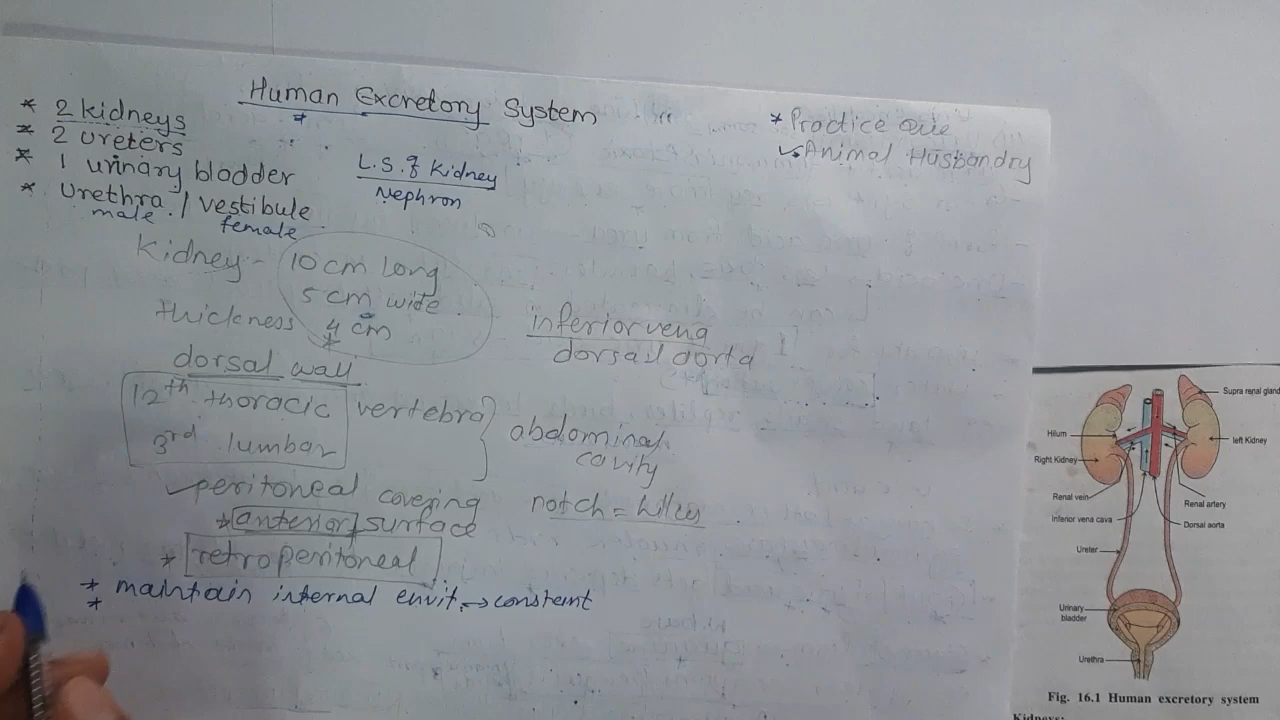 Human Excretory System
* 2 kidneys
* 2 ureters
* 1 urinary bladder
* Urethra / Vestibule
male female
L.S. of Kidney
Nephron
* Practice Que
Animal Husbandry
Kidney - 10 cm long
5 cm wide
thickness 4 cm
*
inferior vena
dorsal aorta
dorsal wall
12th thoracic vertebra
3rd lumbar
abdominal
cavity
peritoneal covering
* anterior surface
notch = hilus
* retroperitoneal
* maintain internal envit. → constant
*
Supra renal gland
Hilum
left Kidney
Right Kidney
Renal vein
Renal artery
Inferior vena cava
Dorsal aorta
Ureter
Urinary
bladder
Urethra
Fig. 16.1 Human excretory system
Kidneys: